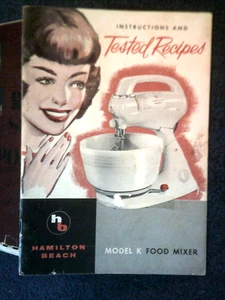 INSTRUCTIONS AND
Tested Recipes
hb
HAMILTON
BEACH
MODEL K FOOD MIXER